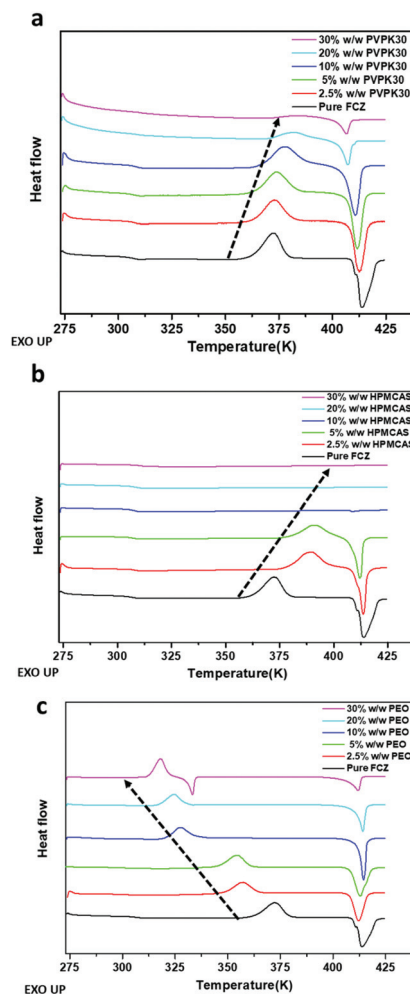 a
30% w/w PVPK30
20% w/w PVPK30
10% w/w PVPK30
5% w/w PVPK30
2.5% w/w PVPK30
Pure FCZ
Heat flow
275 300 325 350 375 400 425
EXO UP
Temperature(K)
b
30% w/w HPMCAS
20% w/w HPMCAS
10% w/w HPMCAS
5% w/w HPMCAS
2.5% w/w HPMCAS
Pure FCZ
Heat flow
275 300 325 350 375 400 425
EXO UP
Temperature(K)
c
30% w/w PEO
20% w/w PEO
10% w/w PEO
5% w/w PEO
2.5% w/w PEO
Pure FCZ
Heat flow
275 300 325 350 375 400 425
Temperature(K)
EXO UP